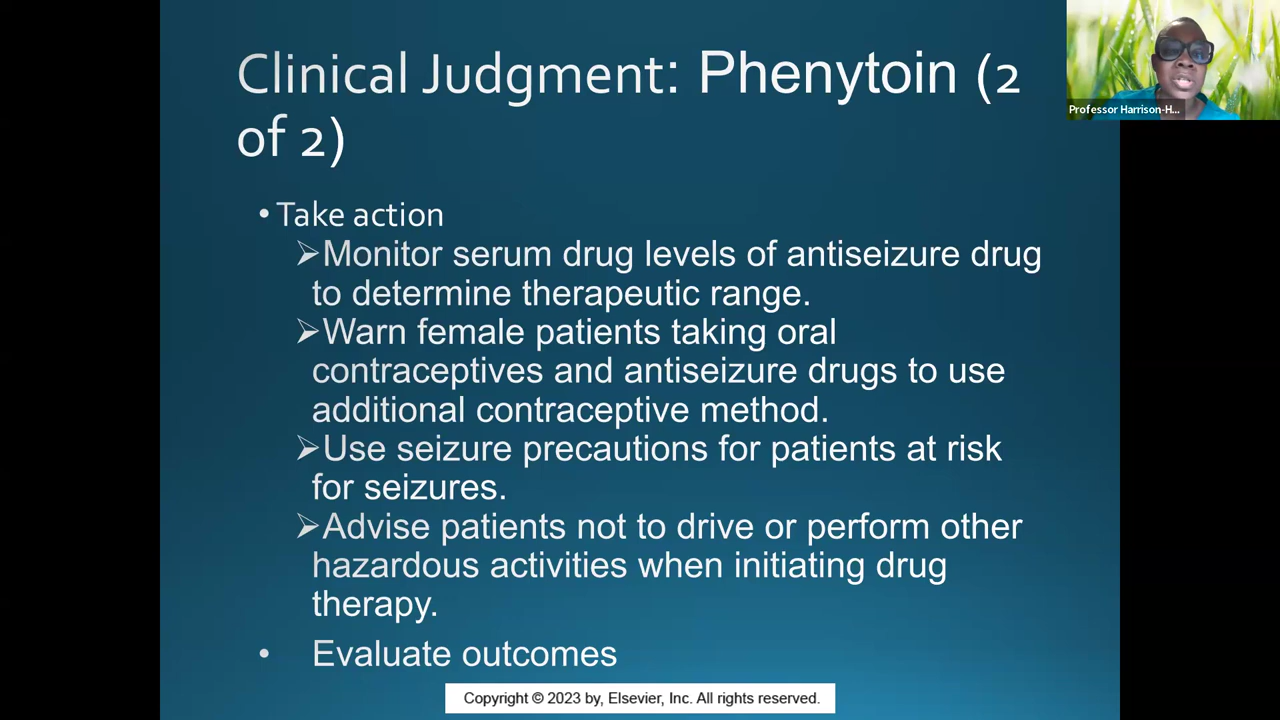 Clinical Judgment: Phenytoin (2
of 2)
Professor Harrison-H...
• Take action
➢Monitor serum drug levels of antiseizure drug
to determine therapeutic range.
➢Warn female patients taking oral
contraceptives and antiseizure drugs to use
additional contraceptive method.
➢Use seizure precautions for patients at risk
for seizures.
➢Advise patients not to drive or perform other
hazardous activities when initiating drug
therapy.
• Evaluate outcomes
Copyright © 2023 by, Elsevier, Inc. All rights reserved.